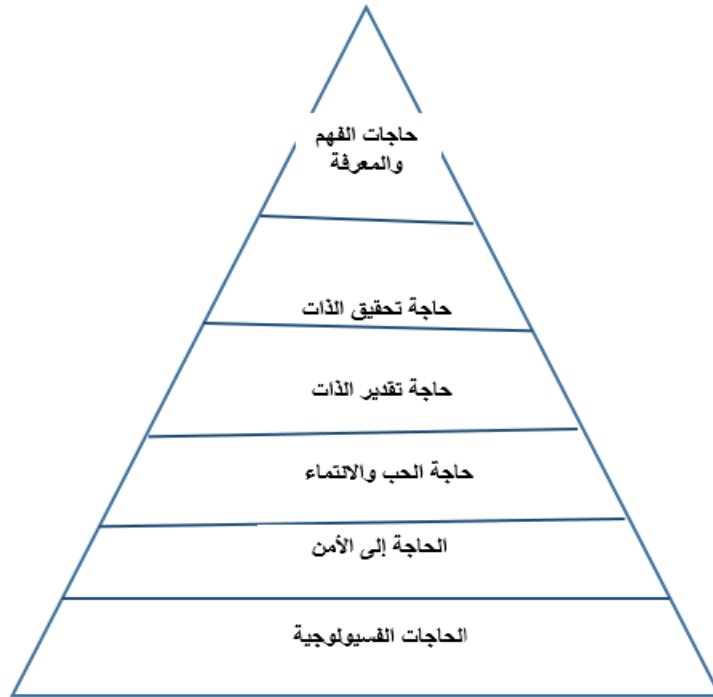 حاجات الفهم
والمعرفة
حاجة تحقيق الذات
حاجة تقدير الذات
حاجة الحب والانتماء
الحاجة إلى الأمن
الحاجات الفسيولوجية